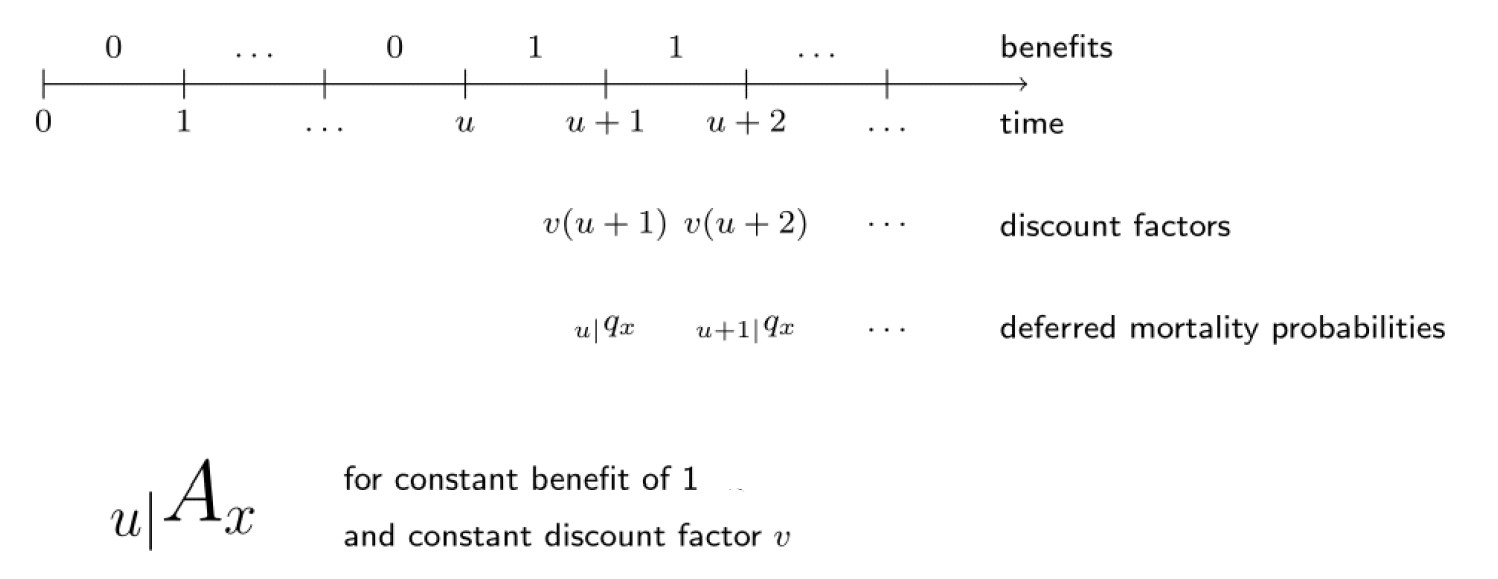 0 … 0 1 1 … benefits
0 1 … u u + 1 u + 2 … time
v(u + 1) v(u + 2) ⋯ discount factors
u|qx u+1|qx ⋯ deferred mortality probabilities
u|Ax for constant benefit of 1
and constant discount factor v